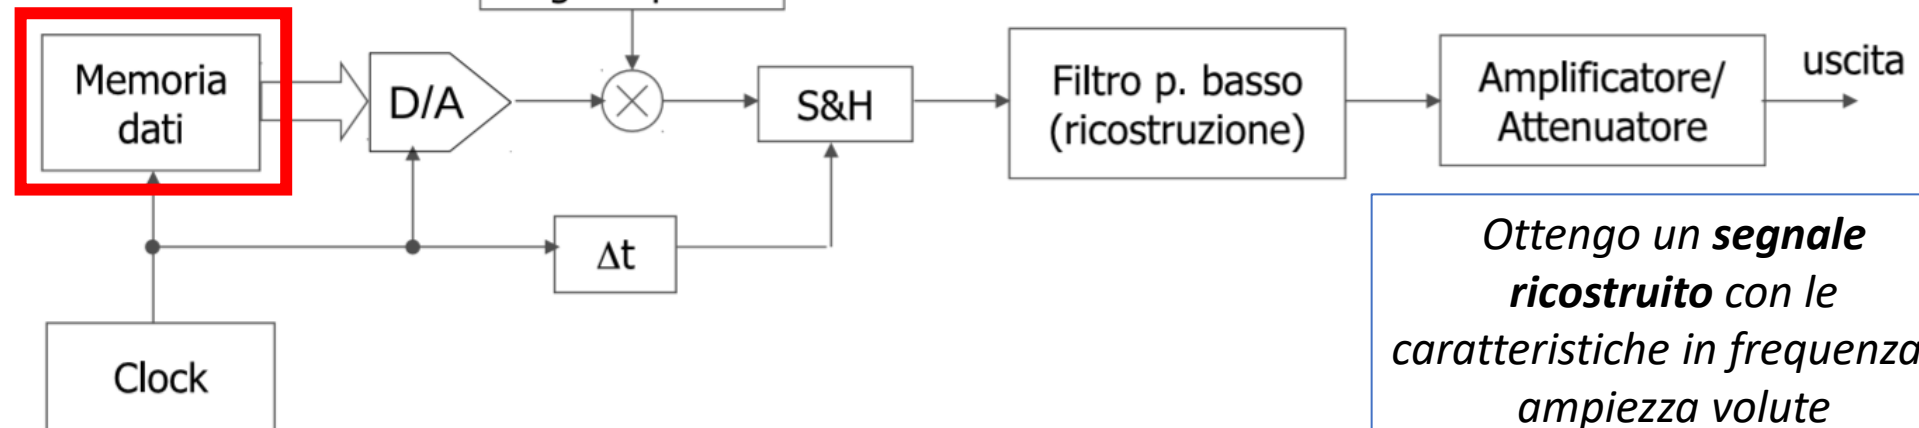 Memoria
dati
D/A
S&H
Filtro p. basso
(ricostruzione)
Amplificatore/
Attenuatore
uscita
Δt
Clock
Ottengo un segnale
ricostruito con le
caratteristiche in frequenza
ampiezza volute